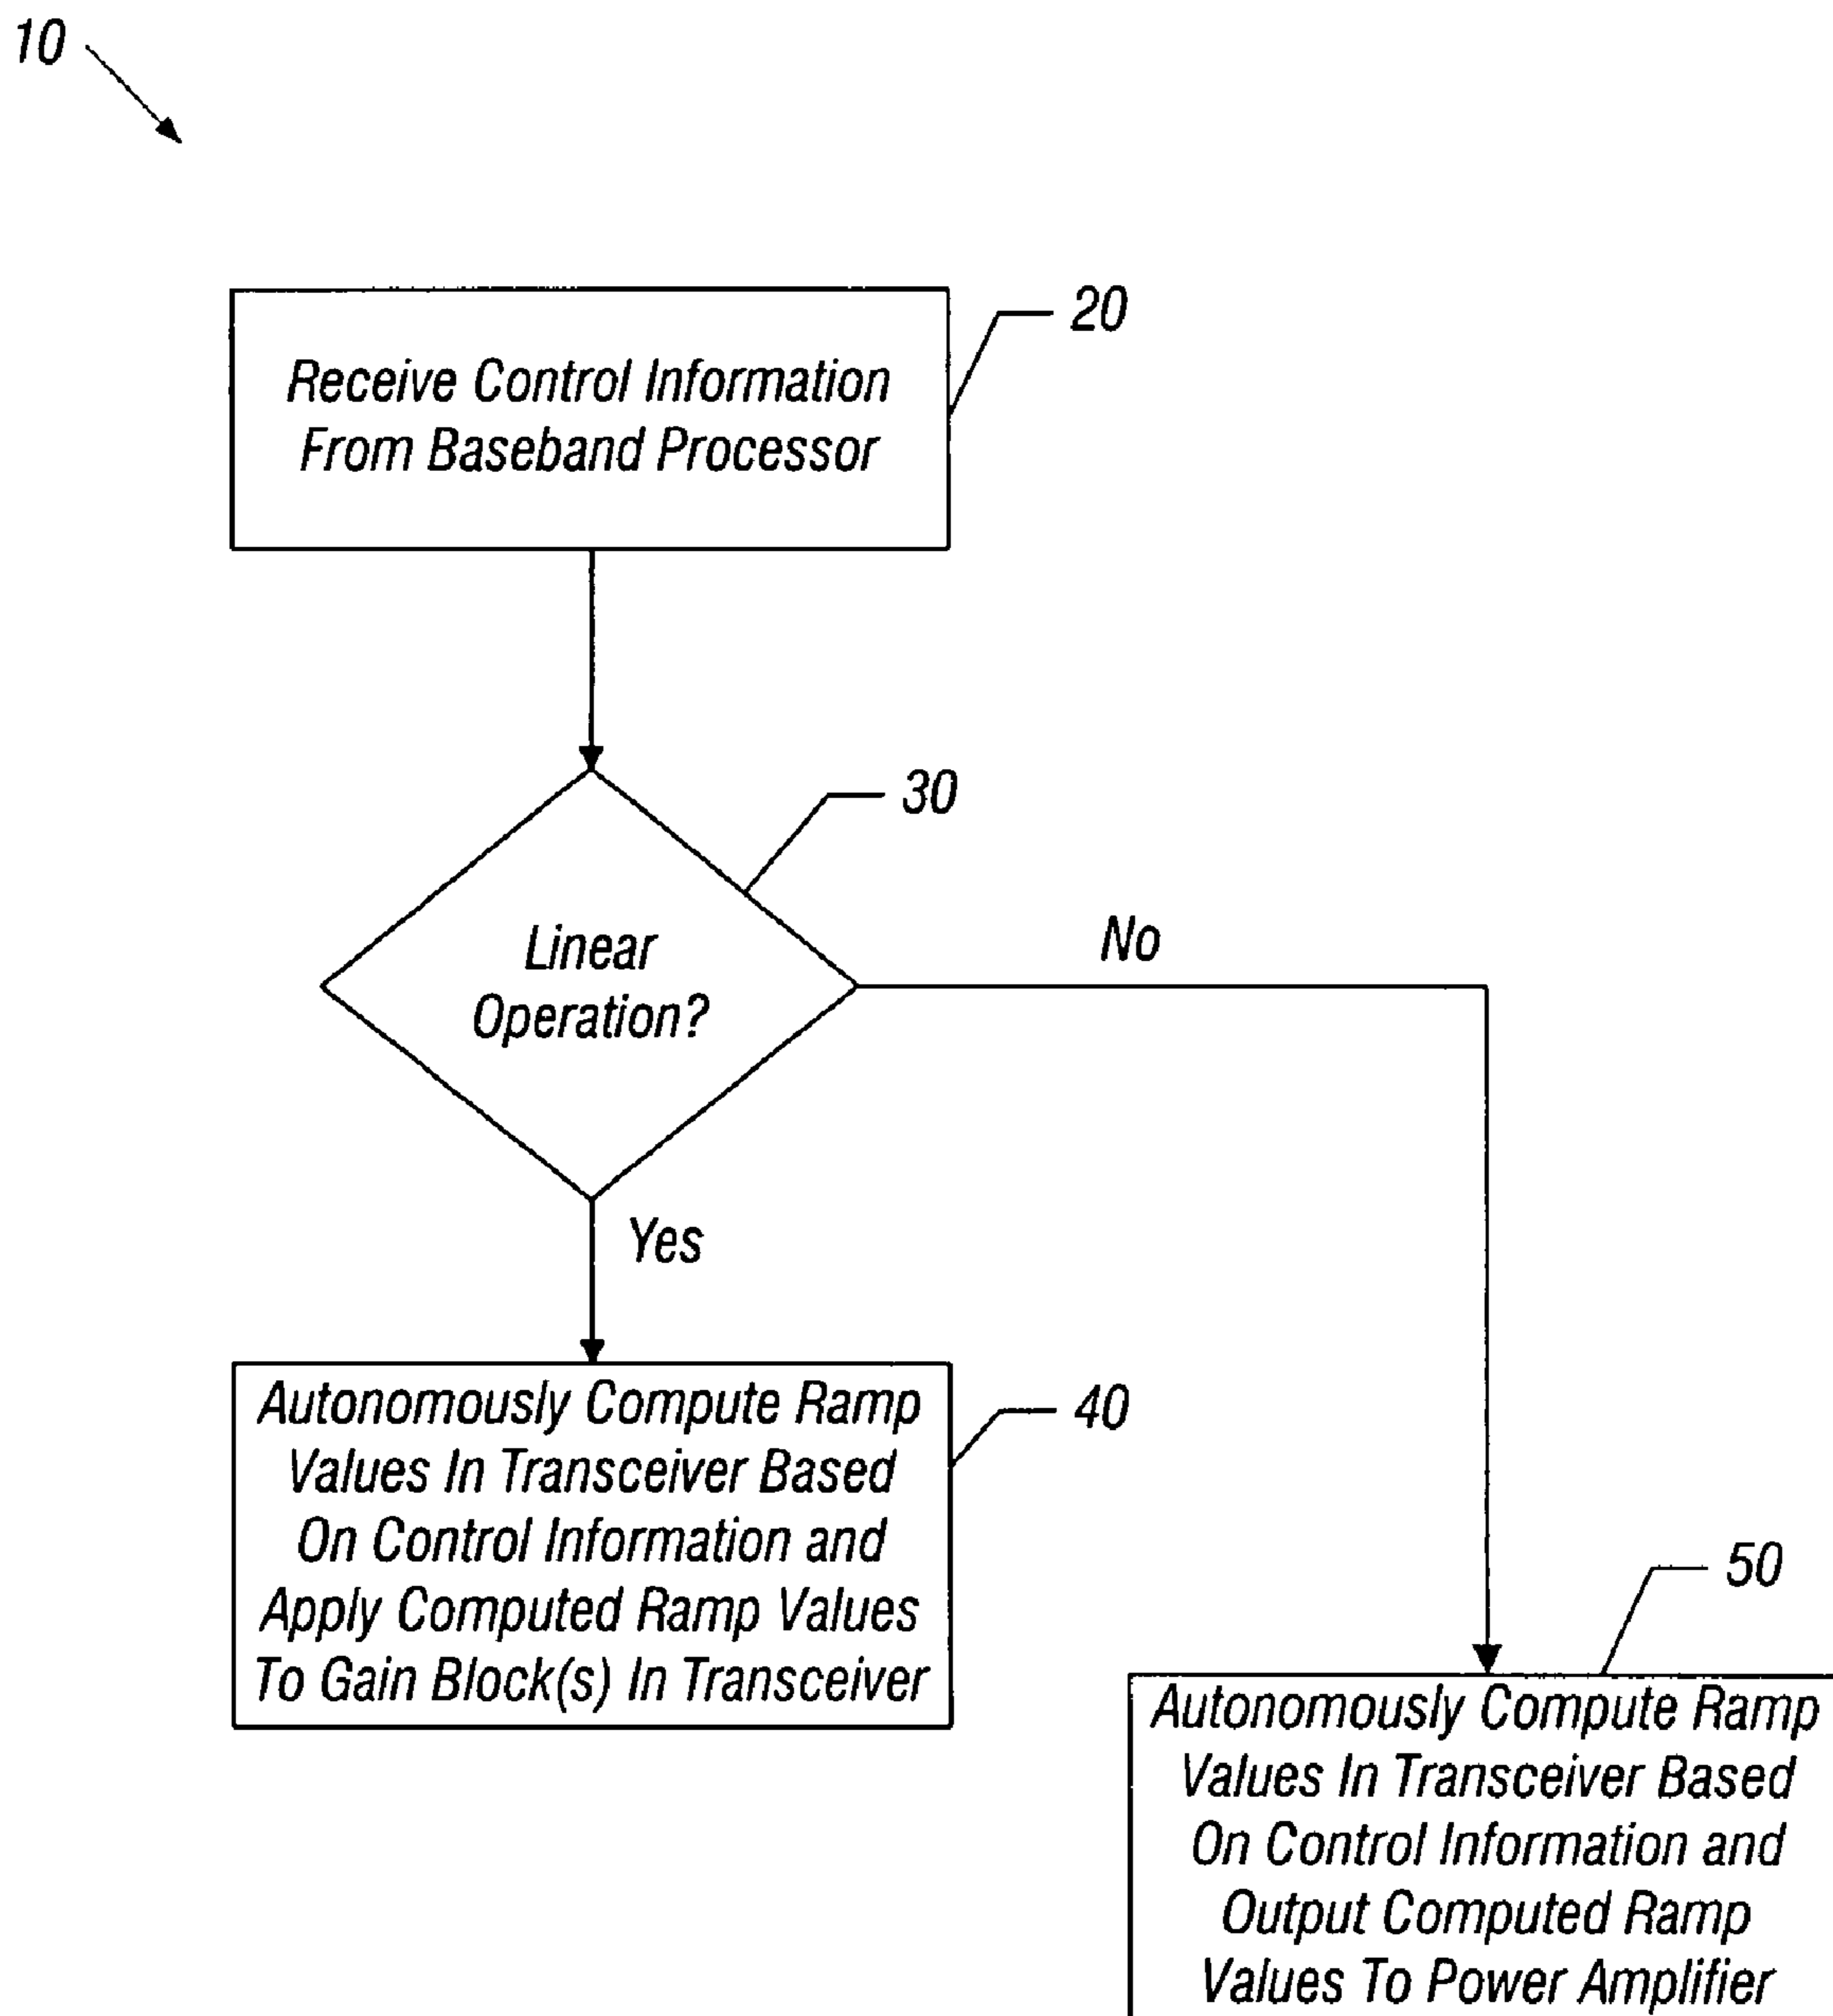 10
20
Receive Control Information
From Baseband Processor
30
Linear
Operation?
No
Yes
40
Autonomously Compute Ramp
Values In Transceiver Based
On Control Information and
Apply Computed Ramp Values
To Gain Block(s) In Transceiver
50
Autonomously Compute Ramp
Values In Transceiver Based
On Control Information and
Output Computed Ramp
Values To Power Amplifier